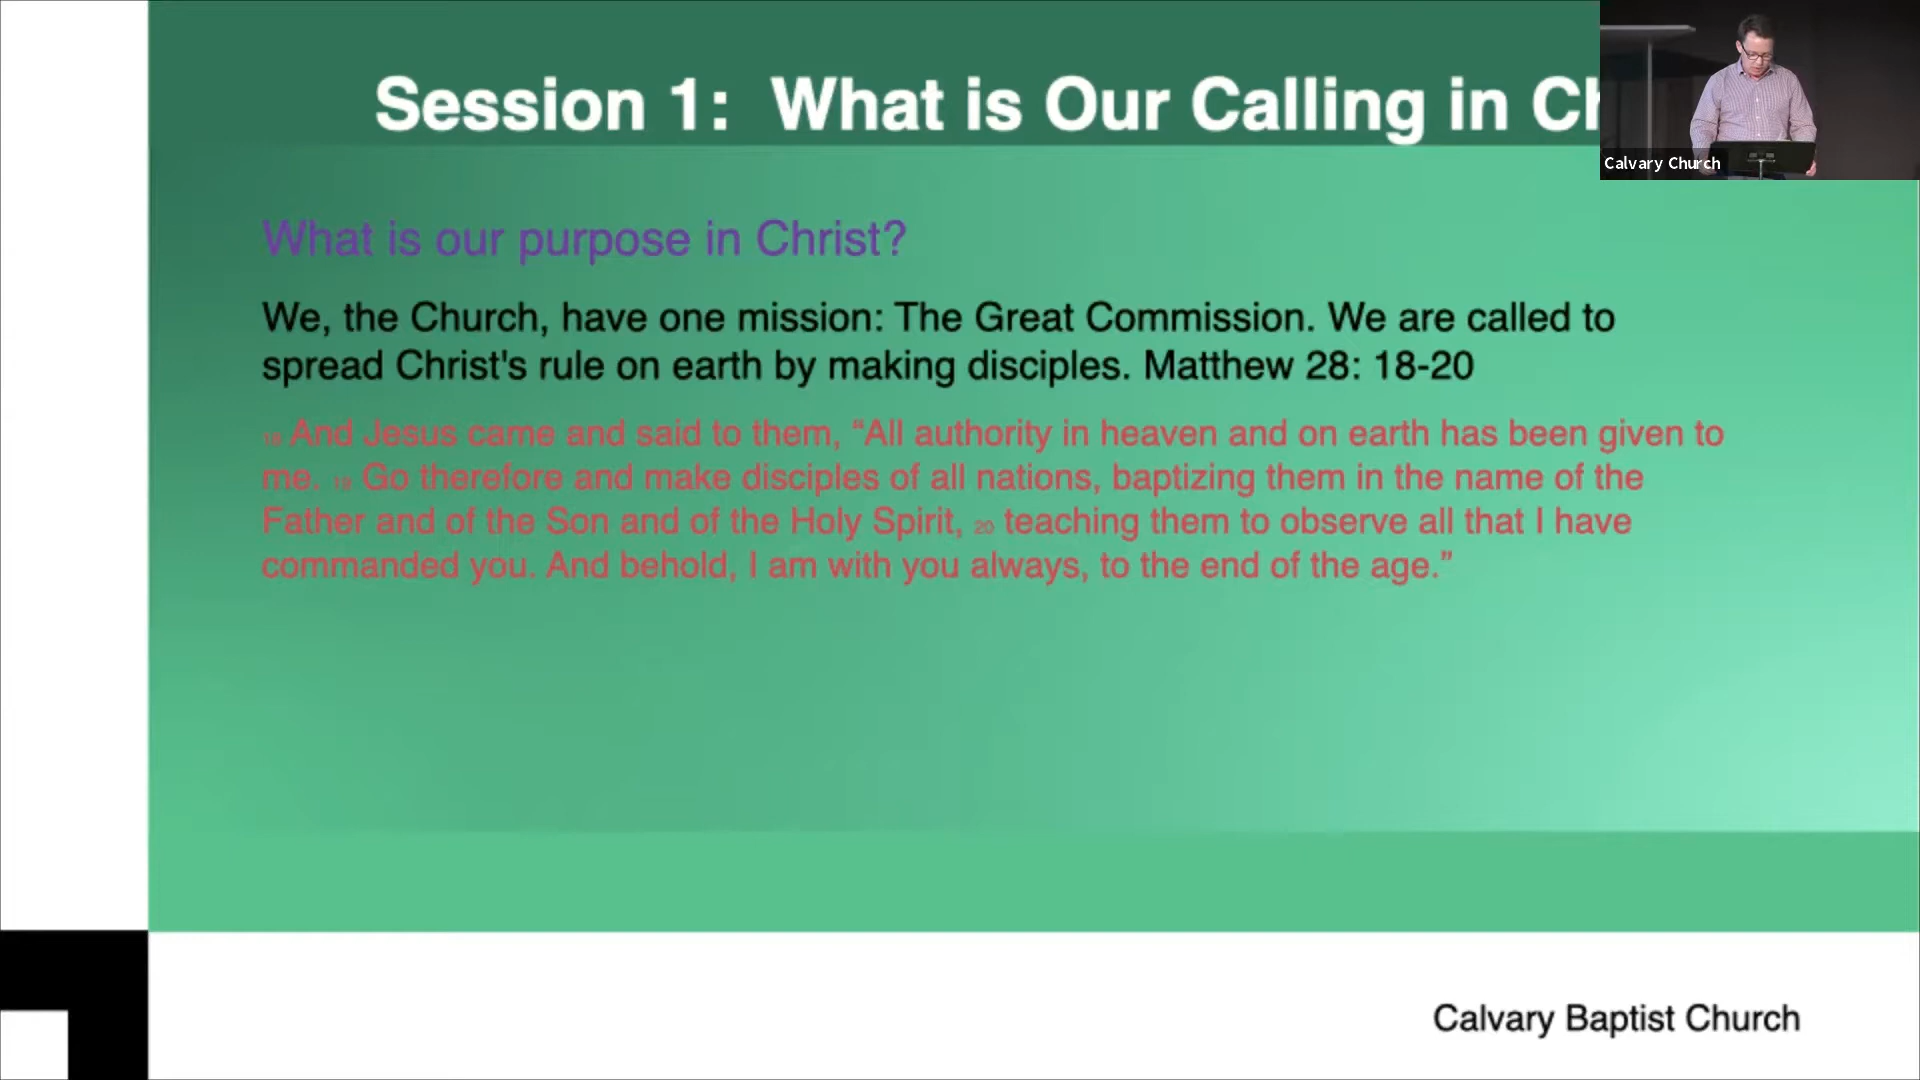 Session 1: What is Our Calling in Ch
Calvary Church
What is our purpose in Christ?
We, the Church, have one mission: The Great Commission. We are called to
spread Christ's rule on earth by making disciples. Matthew 28: 18-20
18 And Jesus came and said to them, “All authority in heaven and on earth has been given to
me. 19 Go therefore and make disciples of all nations, baptizing them in the name of the
Father and of the Son and of the Holy Spirit, 20 teaching them to observe all that I have
commanded you. And behold, I am with you always, to the end of the age.”
Calvary Baptist Church